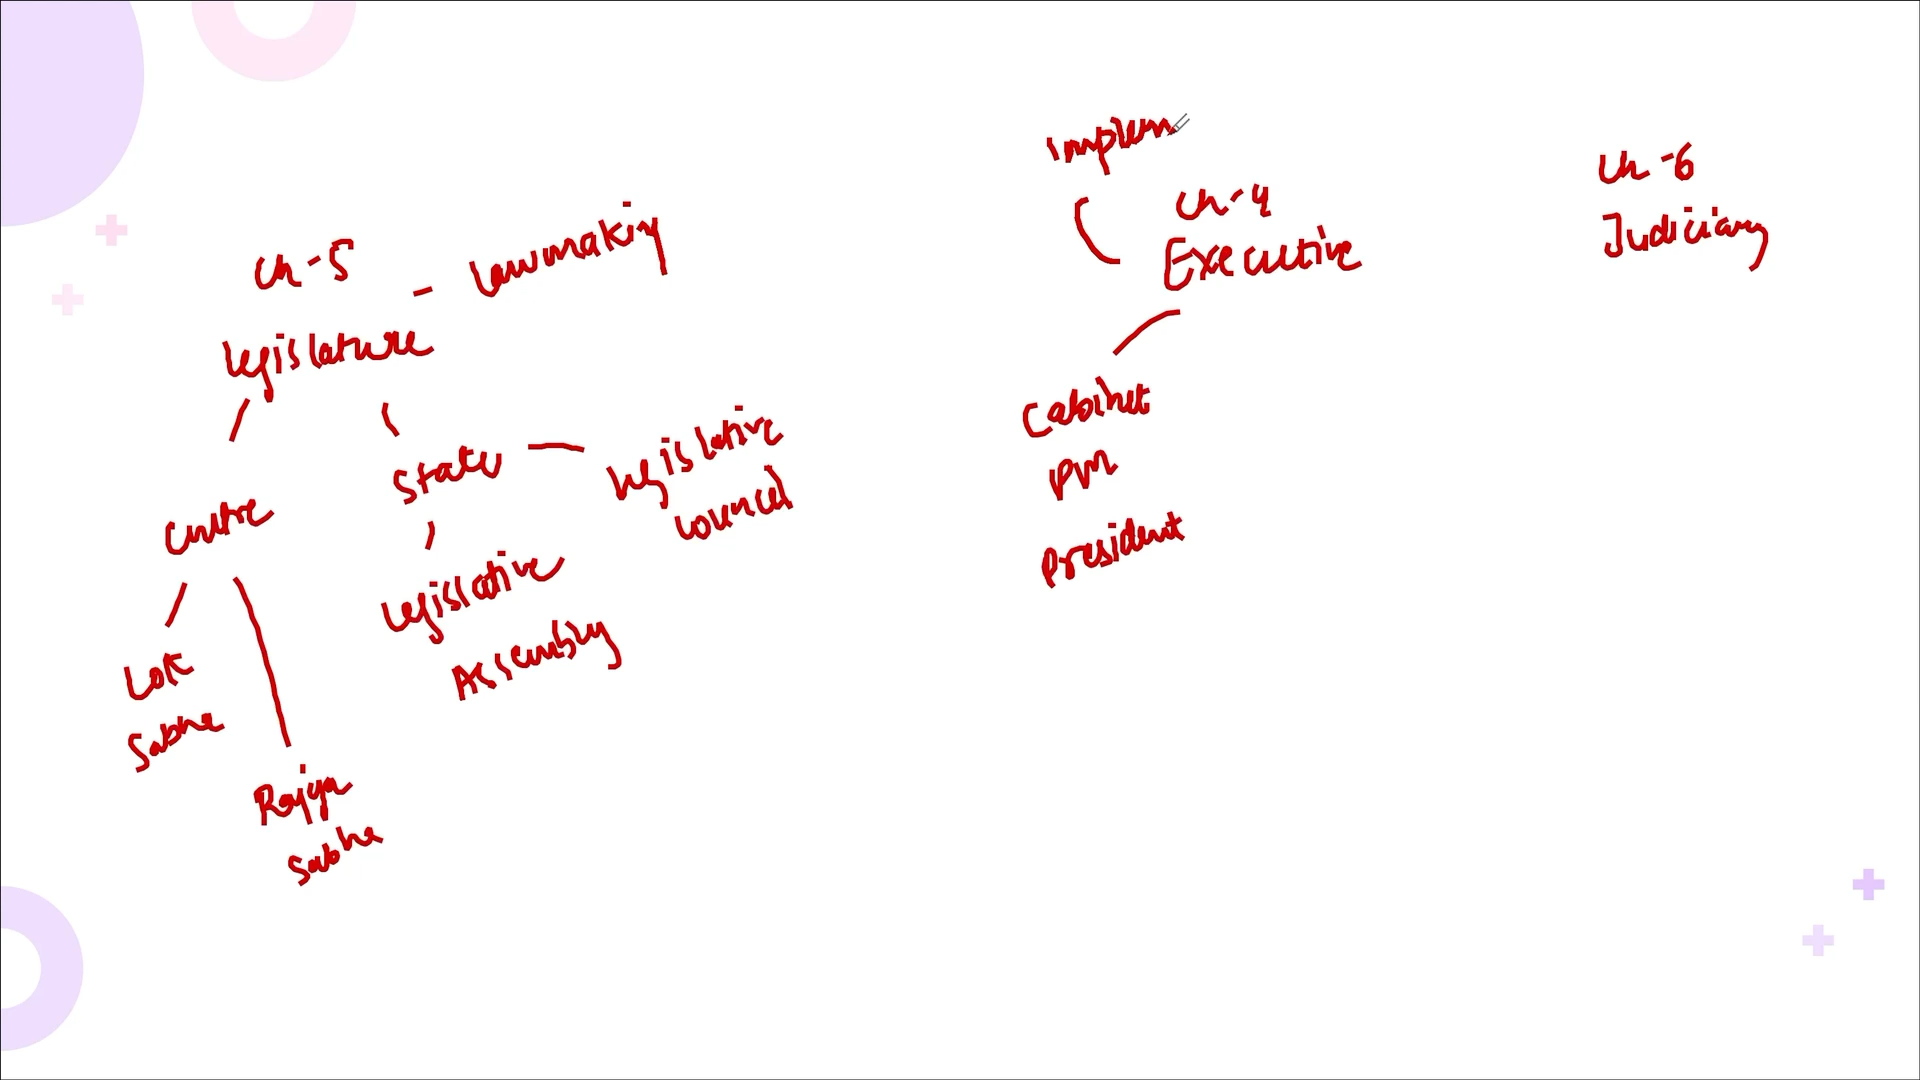 Ch-5
Legislature
- Lawmaking
Centre
State
Legislative
Council
Legislative
Assembly
Lok
Sabha
Rajya
Sabha
Implem
Ch-4
Executive
Cabinet
PM
President
Ch-6
Judiciary